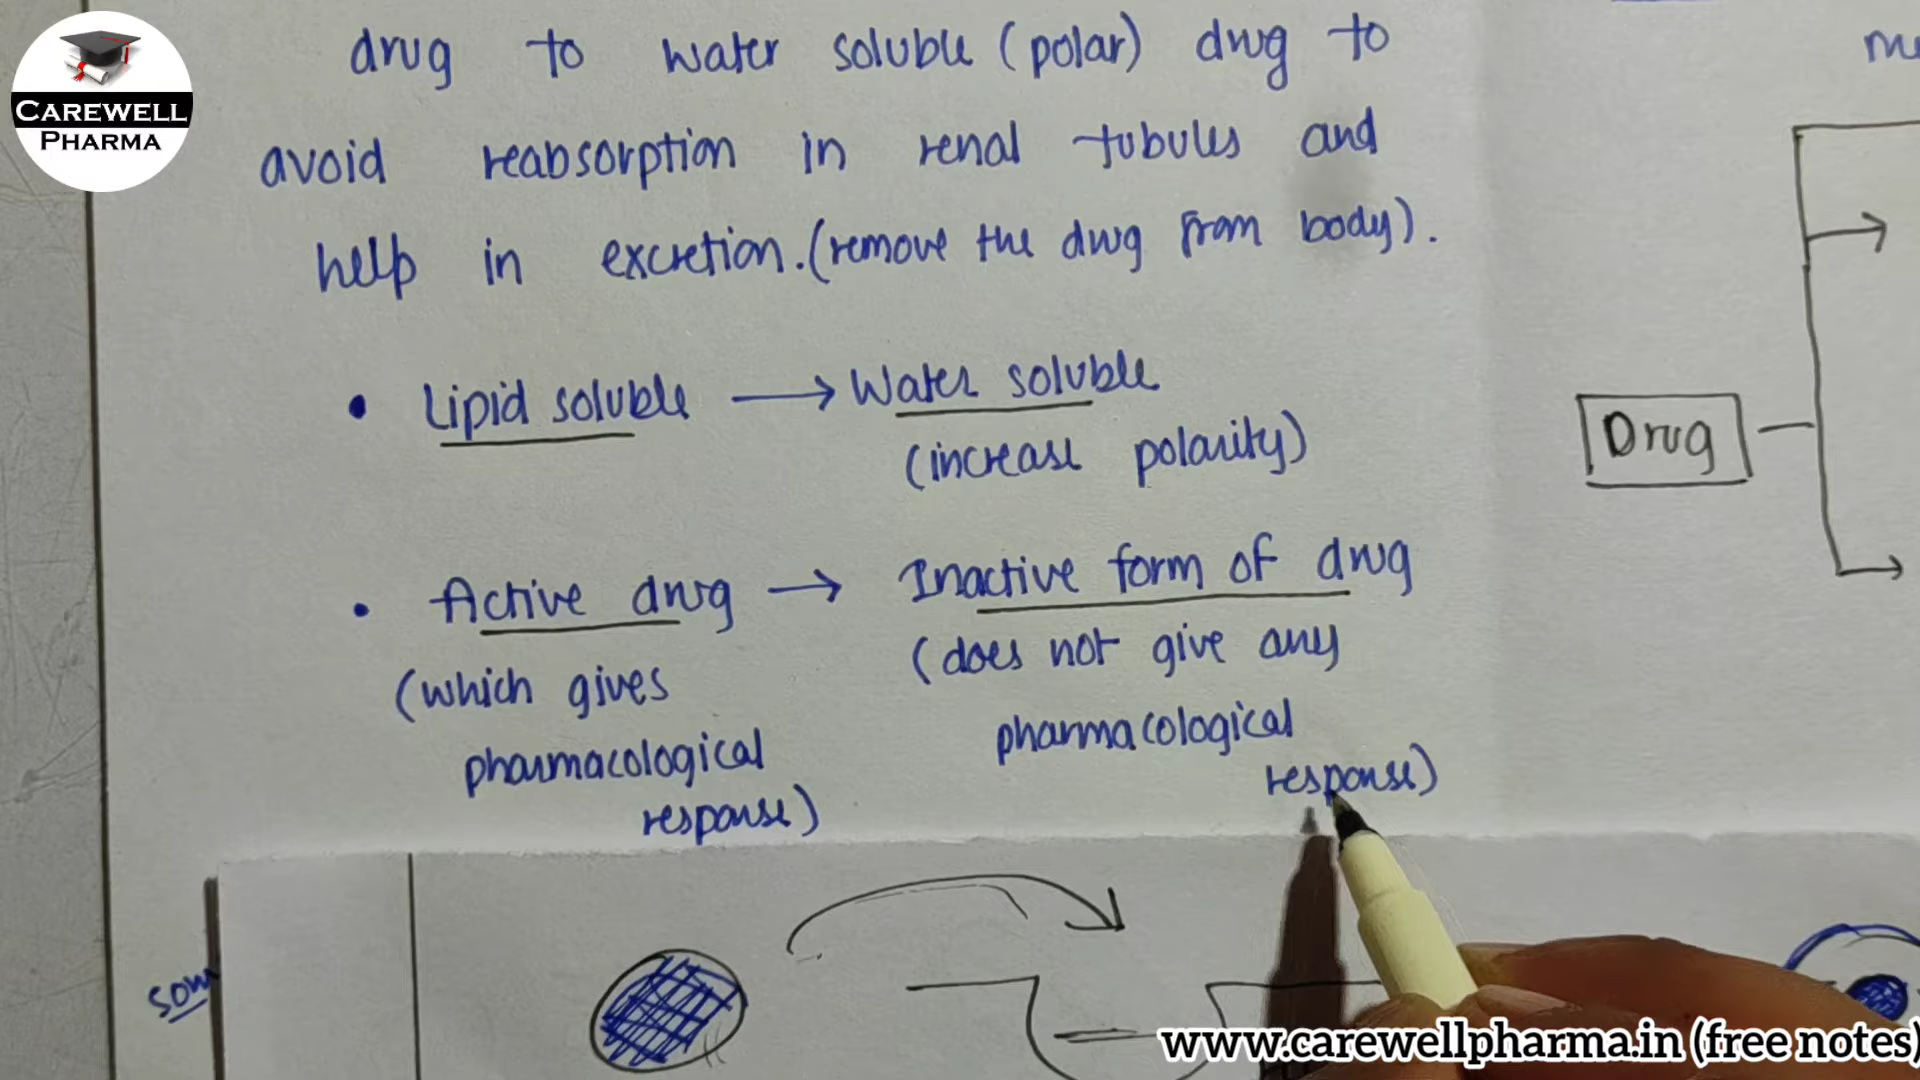 CAREWELL
PHARMA
drug to water soluble (polar) drug to
avoid reabsorption in renal tubules and
help in excretion. (remove the drug from body).
• Lipid soluble → Water soluble
(increase polarity)
• Active drug → Inactive form of drug
(which gives
pharmacological
response)
(does not give any
pharmacological
response)
Drug
www.carewellpharma.in (free notes)